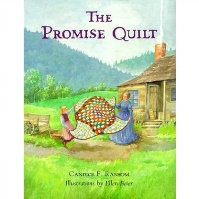 THE
PROMISE QUILT
CANDICE F. RANSOM
Illustrations by Ellen Beier